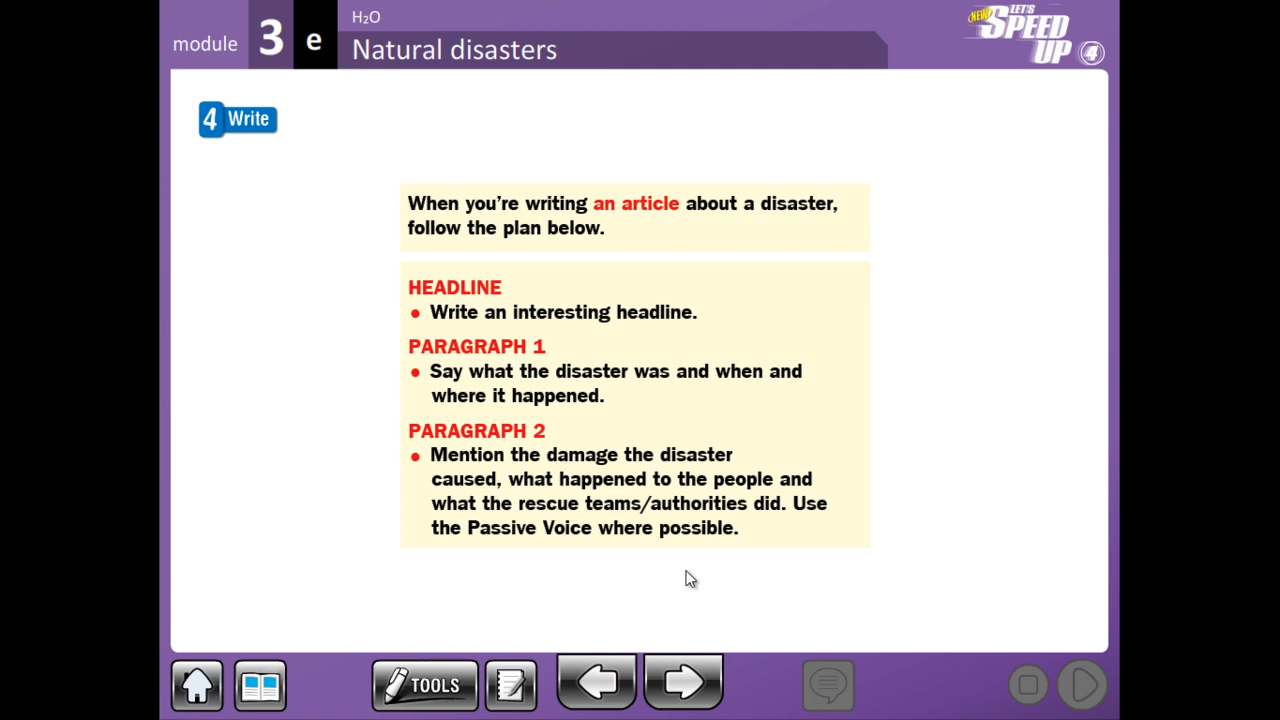 H₂O
module 3 e Natural disasters
NEW LET'S SPEED UP 4
4 Write
When you're writing an article about a disaster,
follow the plan below.
HEADLINE
• Write an interesting headline.
PARAGRAPH 1
• Say what the disaster was and when and
where it happened.
PARAGRAPH 2
• Mention the damage the disaster
caused, what happened to the people and
what the rescue teams/authorities did. Use
the Passive Voice where possible.
TOOLS